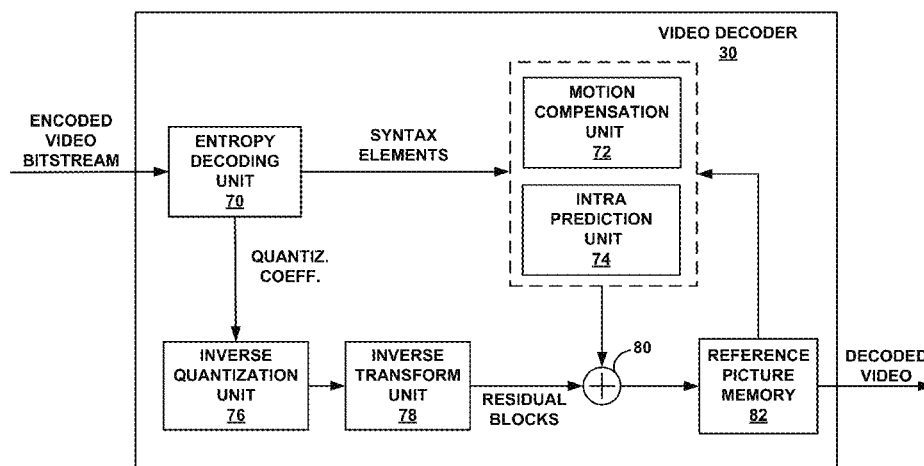 VIDEO DECODER
30
ENCODED
VIDEO
BITSTREAM
ENTROPY
DECODING
UNIT
70
SYNTAX
ELEMENTS
MOTION
COMPENSATION
UNIT
72
INTRA
PREDICTION
UNIT
74
QUANTIZ.
COEFF.
INVERSE
QUANTIZATION
UNIT
76
INVERSE
TRANSFORM
UNIT
78
RESIDUAL
BLOCKS
80
REFERENCE
PICTURE
MEMORY
82
DECODED
VIDEO